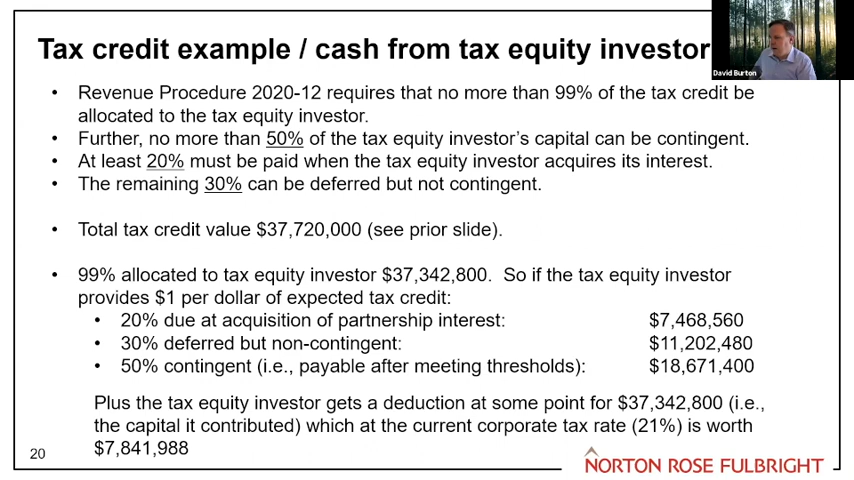 Tax credit example / cash from tax equity investor
David Burton
• Revenue Procedure 2020-12 requires that no more than 99% of the tax credit be
allocated to the tax equity investor.
• Further, no more than 50% of the tax equity investor's capital can be contingent.
• At least 20% must be paid when the tax equity investor acquires its interest.
• The remaining 30% can be deferred but not contingent.
• Total tax credit value $37,720,000 (see prior slide).
• 99% allocated to tax equity investor $37,342,800. So if the tax equity investor
provides $1 per dollar of expected tax credit:
• 20% due at acquisition of partnership interest: $7,468,560
• 30% deferred but non-contingent: $11,202,480
• 50% contingent (i.e., payable after meeting thresholds): $18,671,400
Plus the tax equity investor gets a deduction at some point for $37,342,800 (i.e.,
the capital it contributed) which at the current corporate tax rate (21%) is worth
$7,841,988
20
NORTON ROSE FULBRIGHT